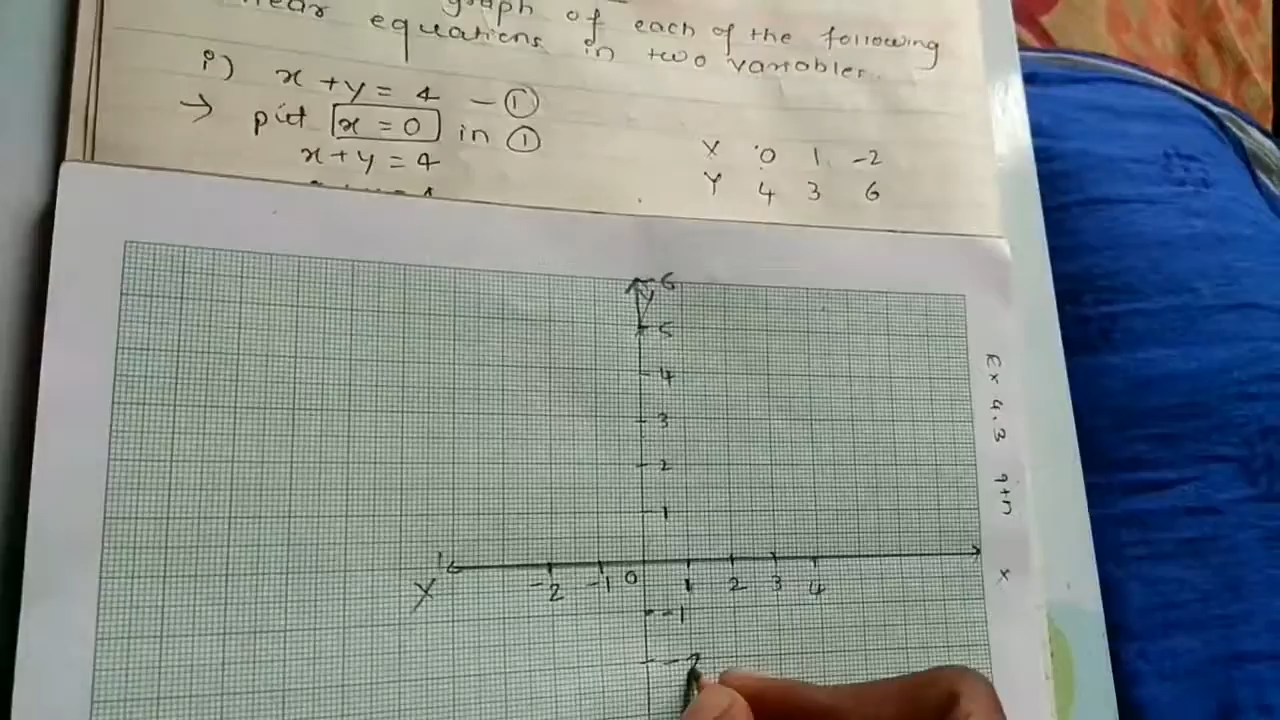 graph of each of the following
equations in two variables.
i) x + y = 4 - ①
→ put x = 0 in ①
x + y = 4
X 0 1 -2
Y 4 3 6
6
Y
5
4
3
2
1
X'
-2 -1 0 1 2 3 4
X
-1
-2
Ex 4.3 9th